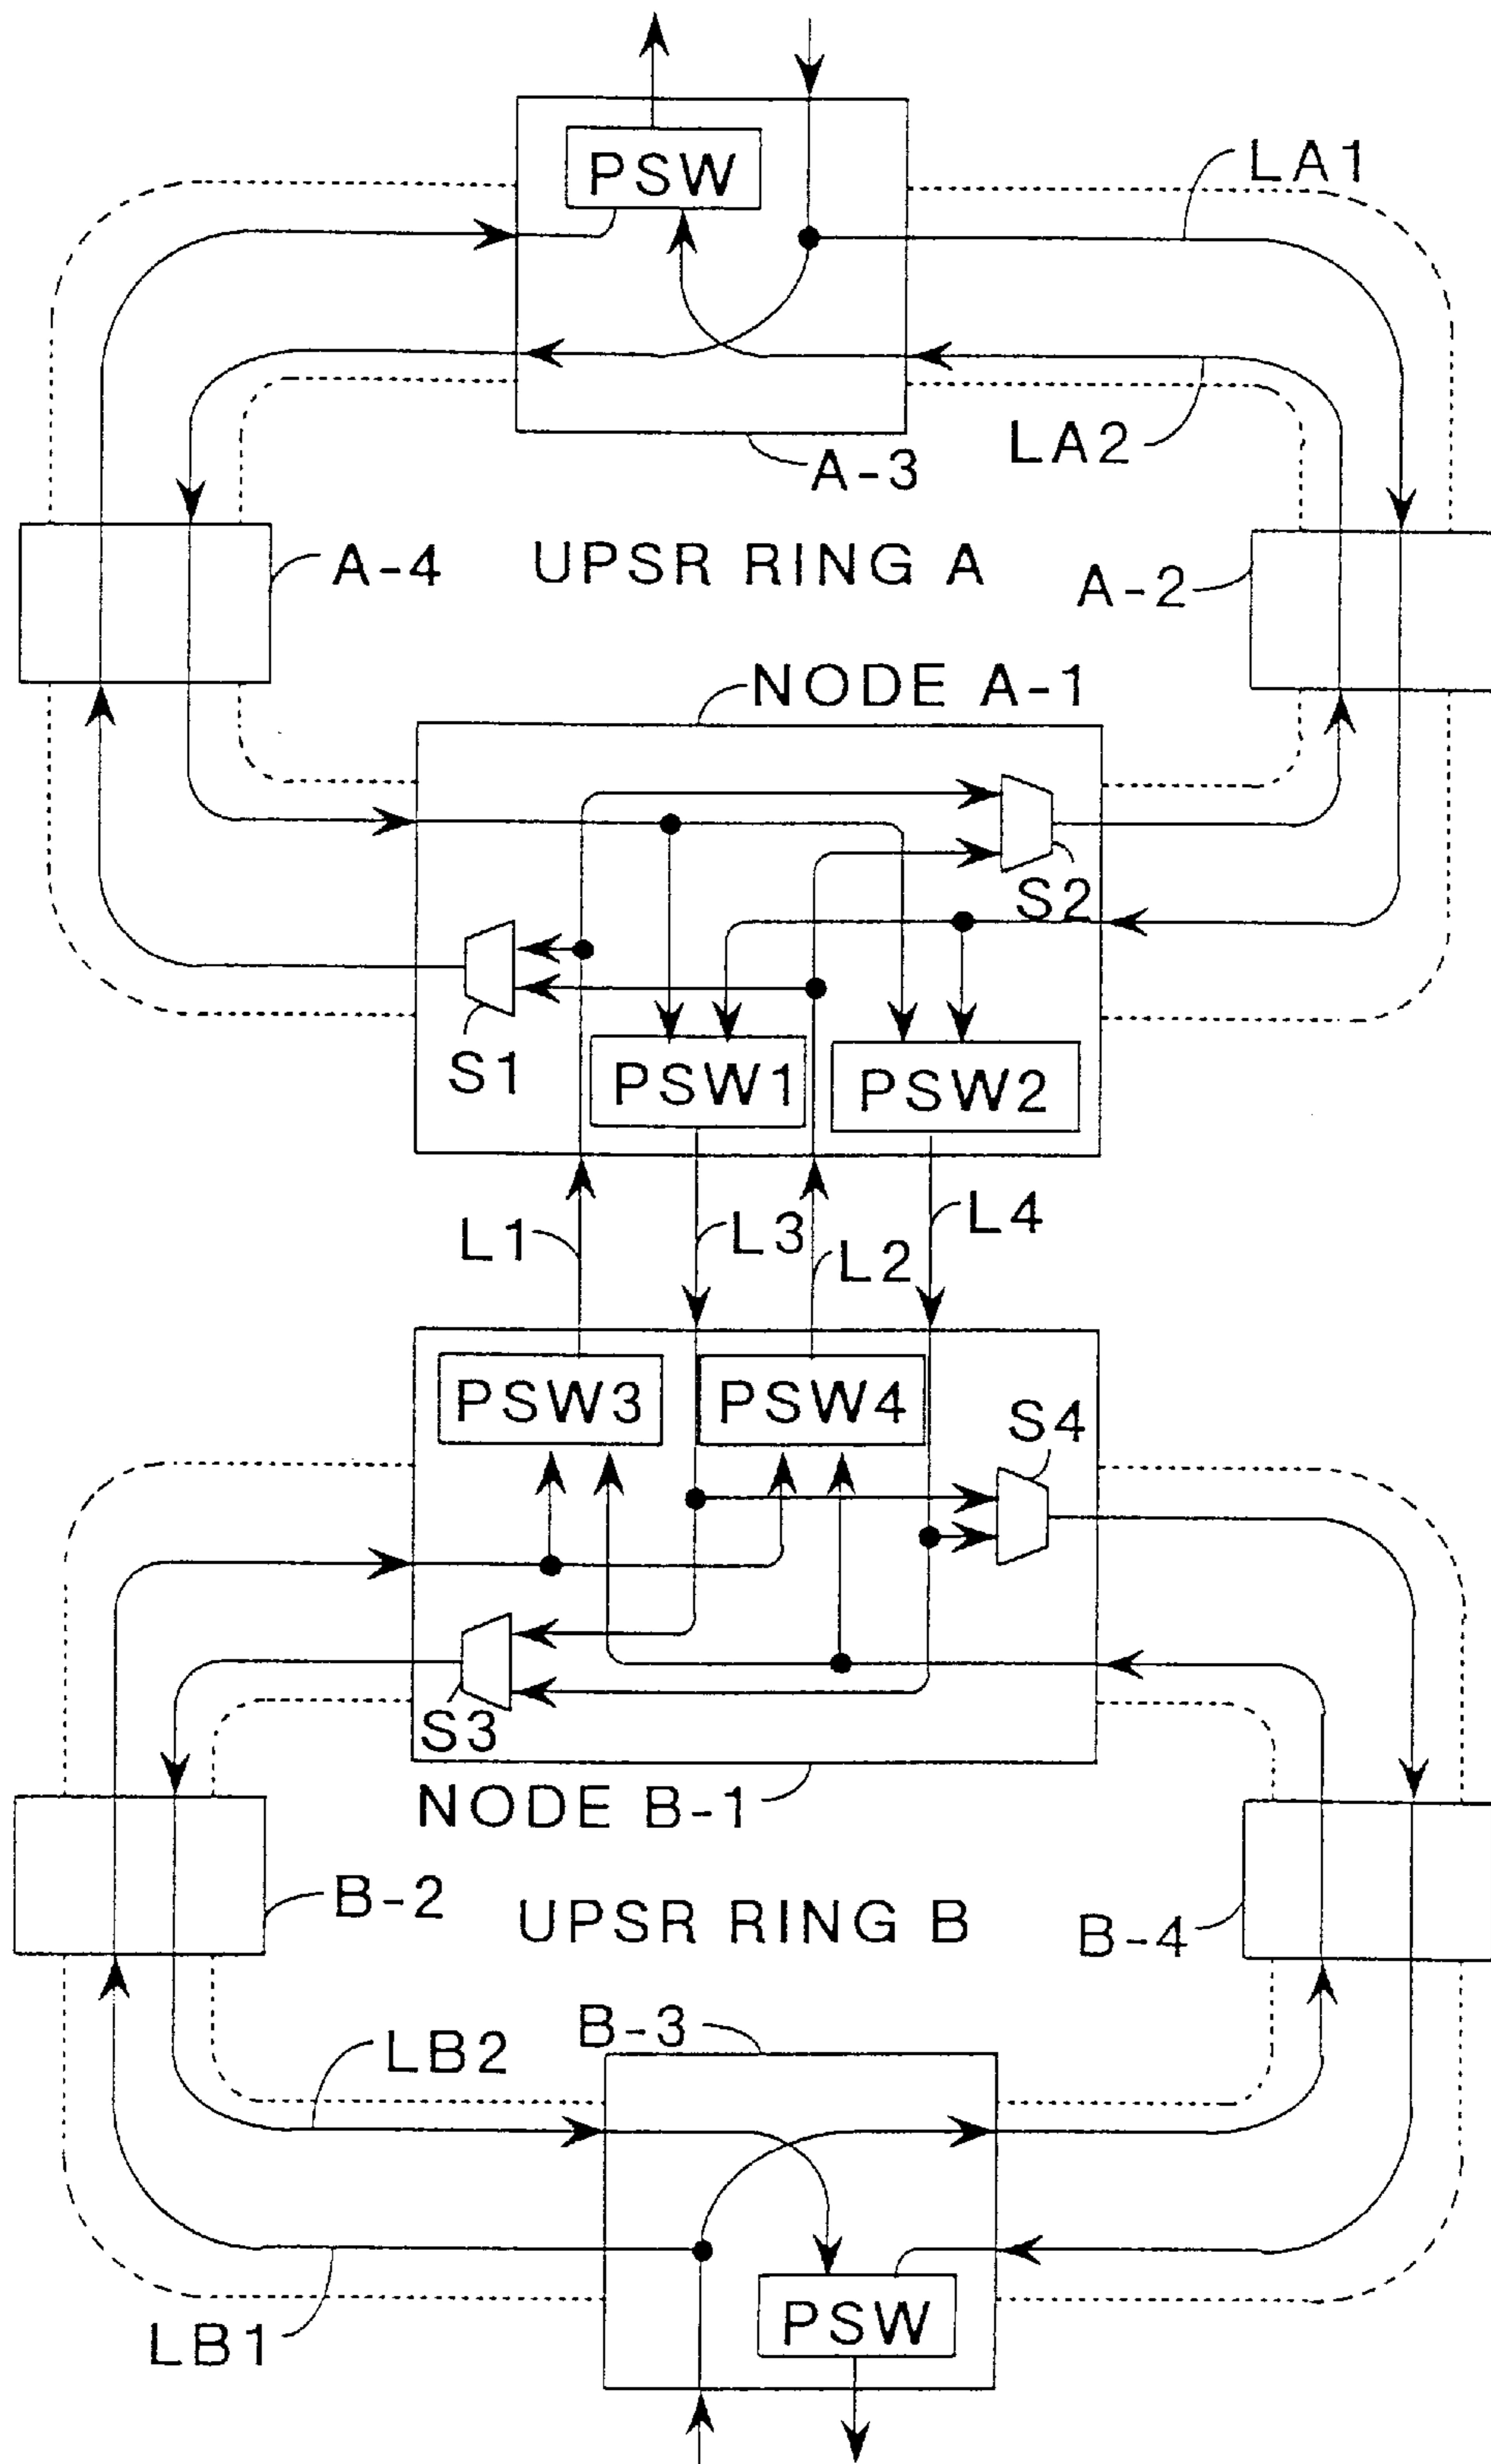 PSW
LA1
LA2
A-3
A-4
UPSR RING A
A-2
NODE A-1
S2
S1
PSW1
PSW2
L1
L3
L2
L4
PSW3
PSW4
S4
S3
NODE B-1
B-2
UPSR RING B
B-4
B-3
LB2
LB1
PSW